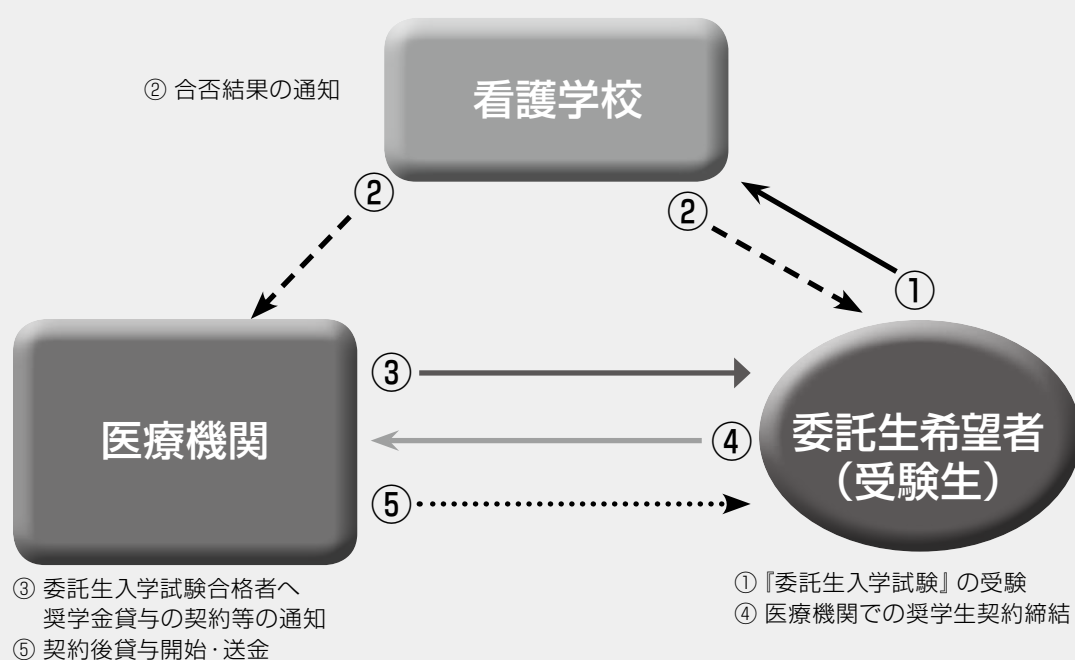 看護学校
② 合否結果の通知
②
②
①
医療機関
③
④
⑤
委託生希望者
（受験生）
③ 委託生入学試験合格者へ
奨学金貸与の契約等の通知
⑤ 契約後貸与開始·送金
①『委託生入学試験』の受験
④ 医療機関での奨学生契約締結